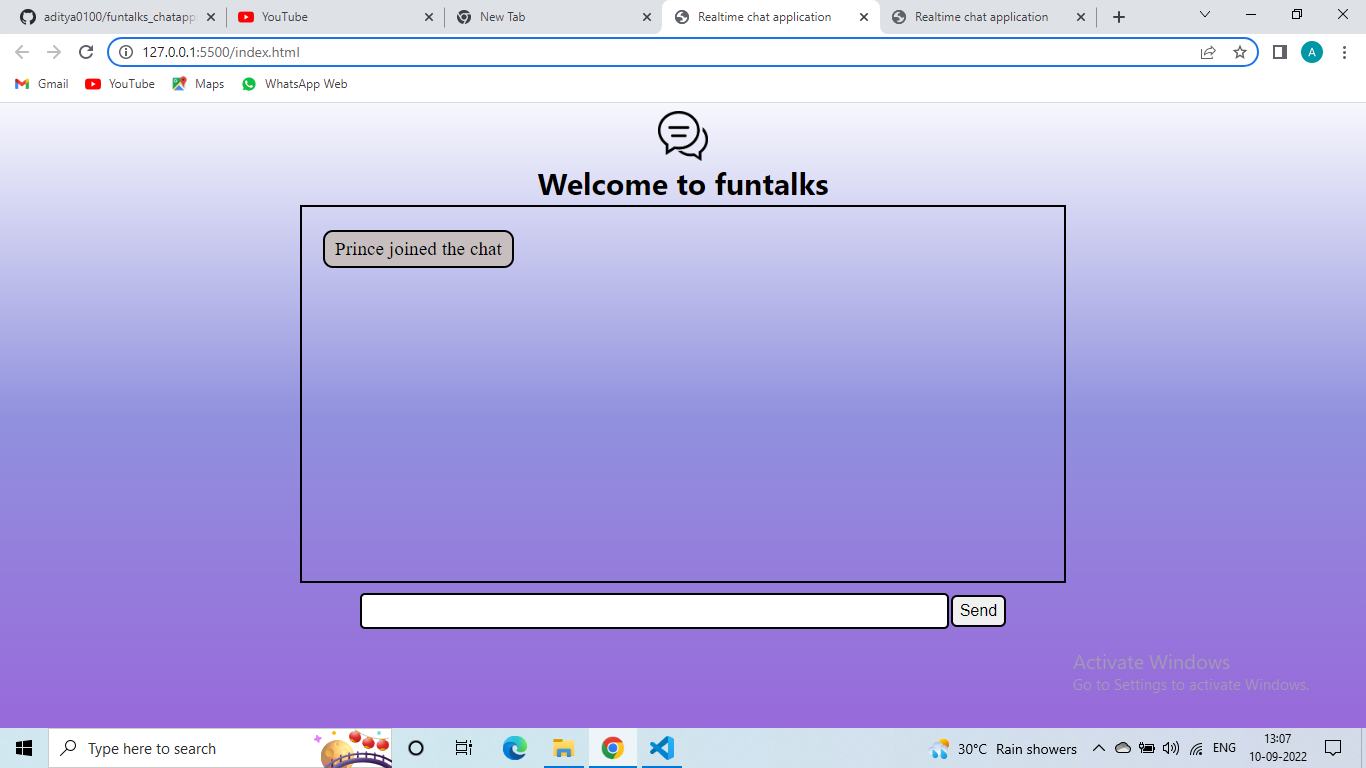 aditya0100/funtalks_chatapp
YouTube
New Tab
Realtime chat application
Realtime chat application
127.0.0.1:5500/index.html
A
Gmail
YouTube
Maps
WhatsApp Web
Welcome to funtalks
Prince joined the chat
Send
Activate Windows
Go to Settings to activate Windows.
Type here to search
30°C Rain showers
ENG
13:07
10-09-2022